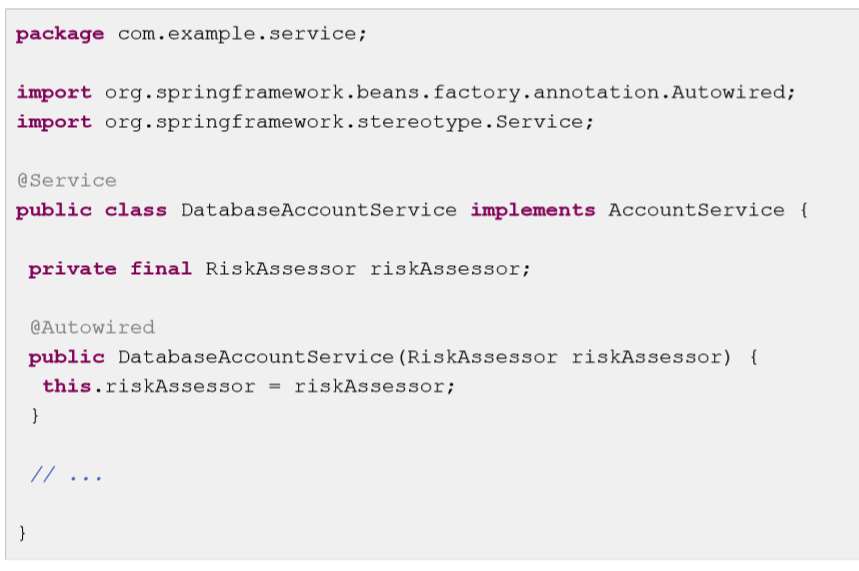 package com.example.service;
import org.springframework.beans.factory.annotation.Autowired;
import org.springframework.stereotype.Service;
@Service
public class DatabaseAccountService implements AccountService {
private final RiskAssessor riskAssessor;
@Autowired
public DatabaseAccountService(RiskAssessor riskAssessor) {
this.riskAssessor = riskAssessor;
}
// ...
}